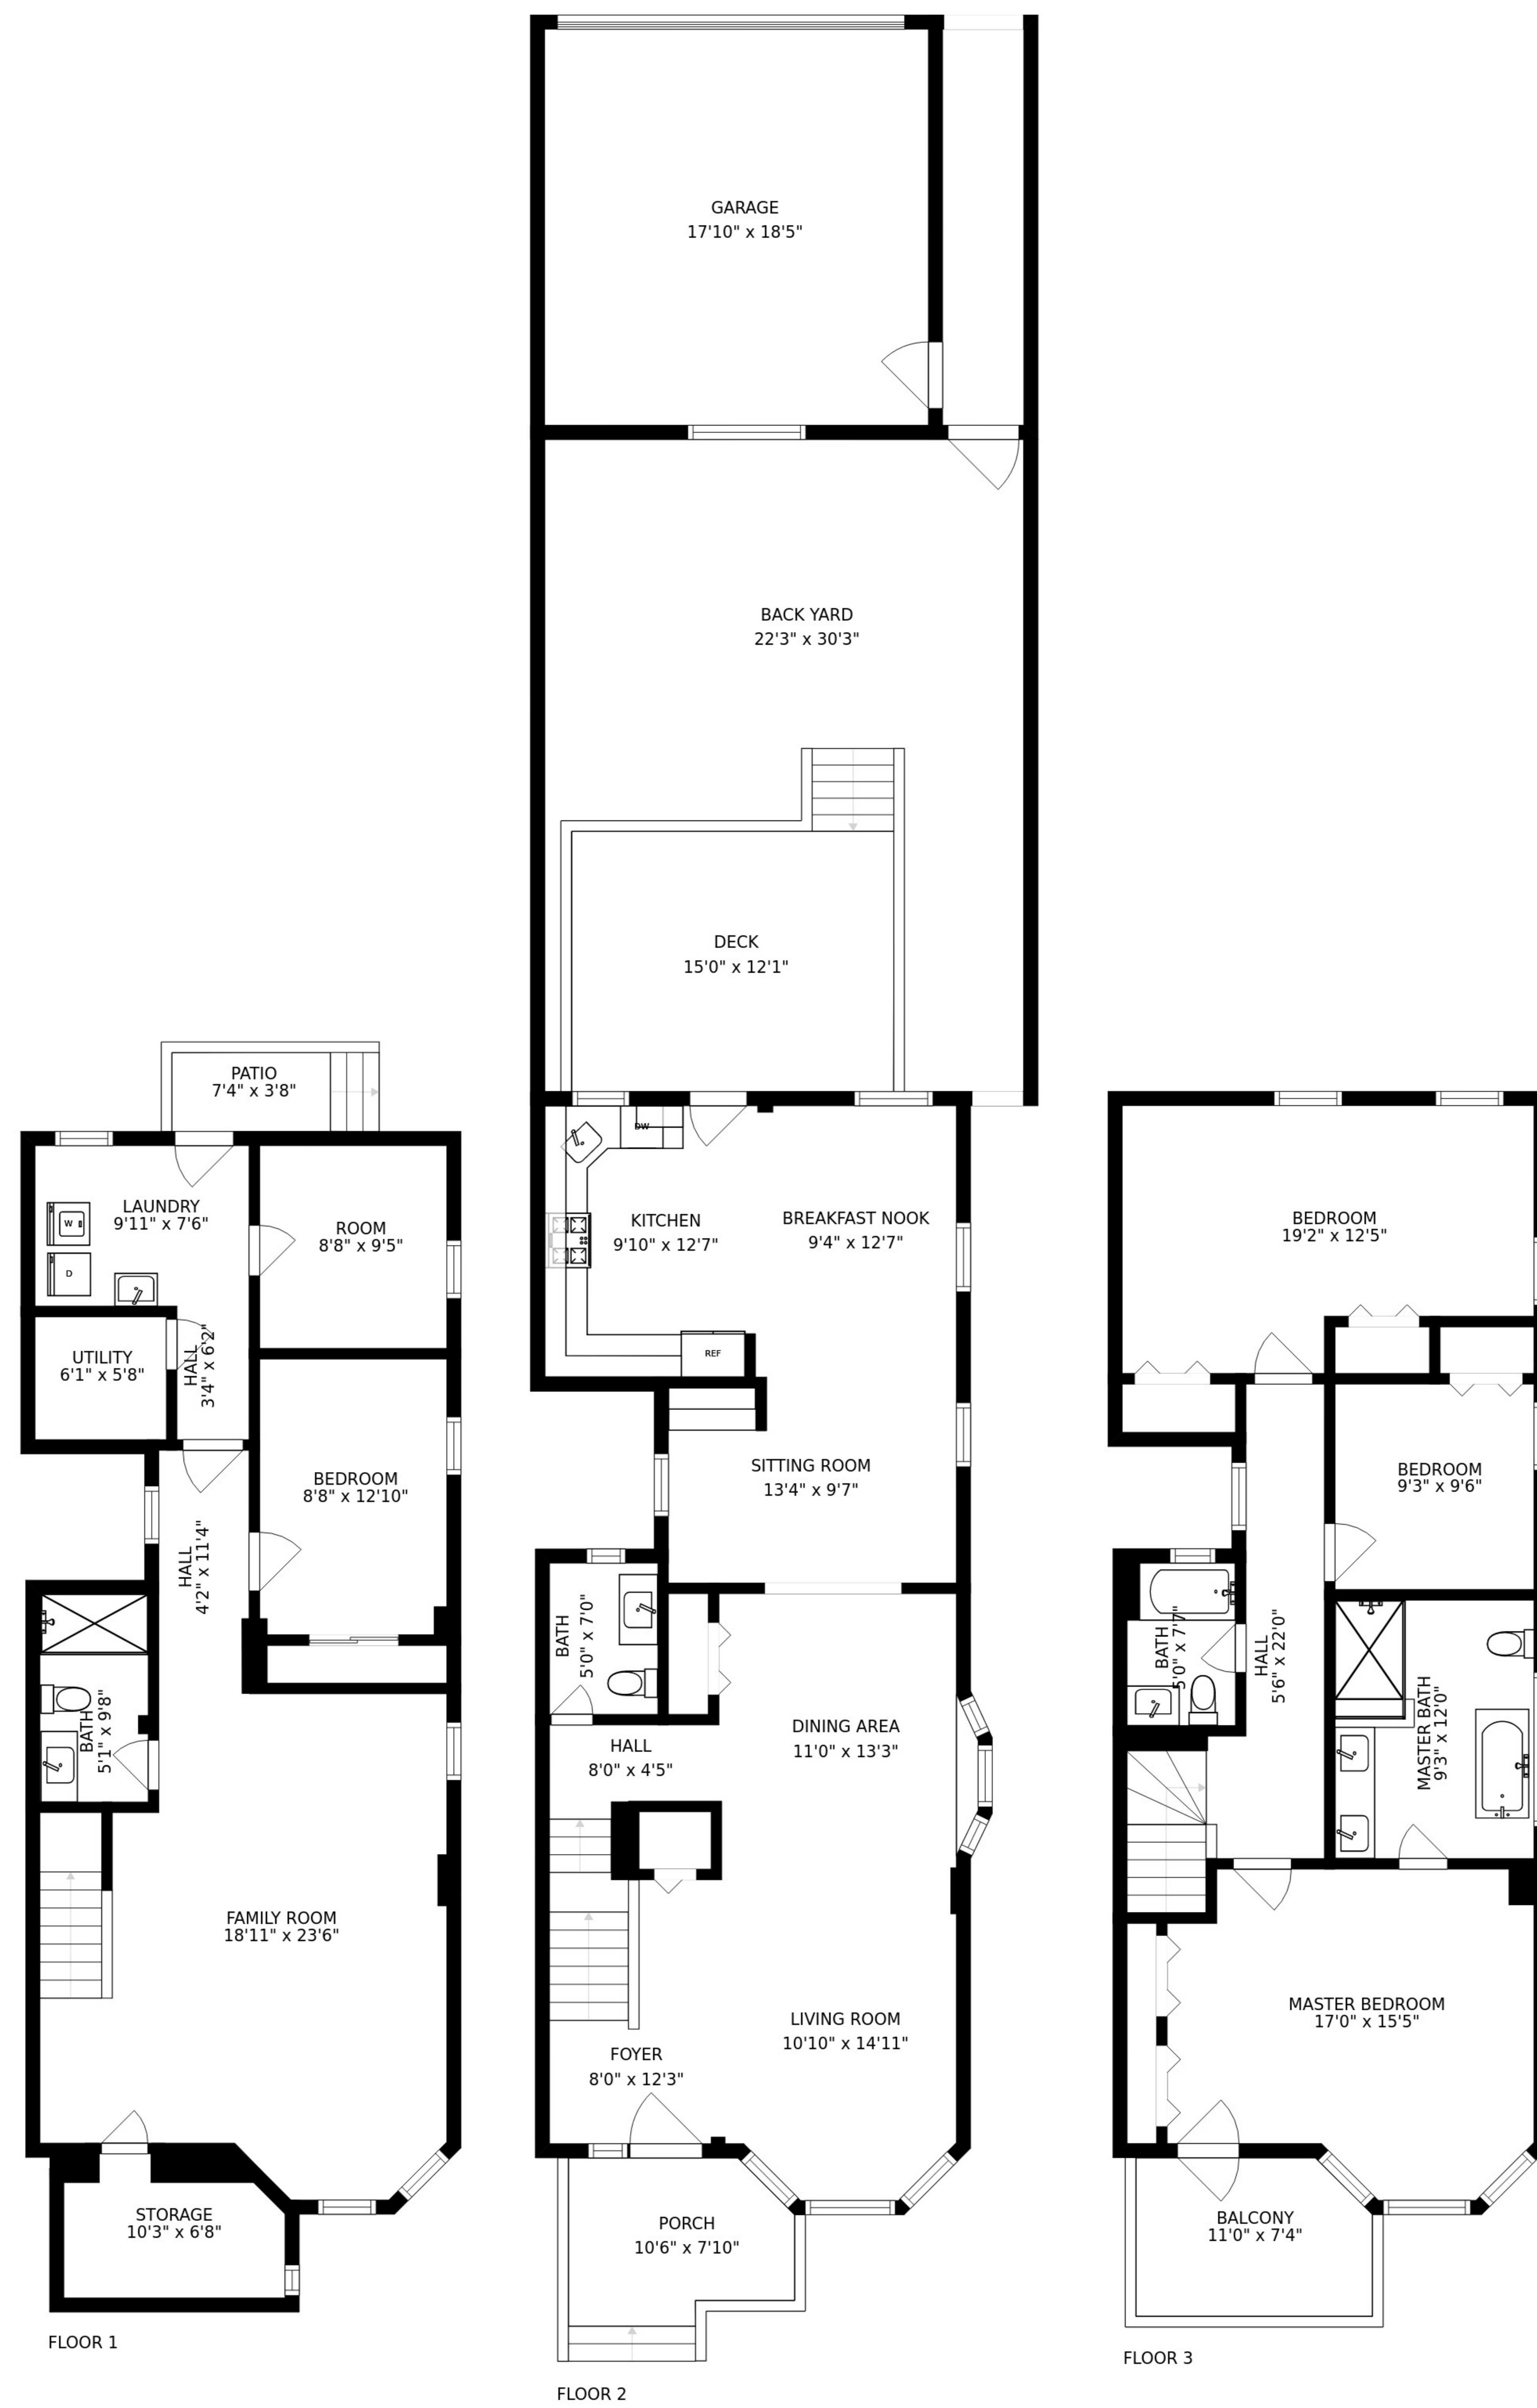 GARAGE
17'10" x 18'5"
BACK YARD
22'3" x 30'3"
DECK
15'0" x 12'1"
PATIO
7'4" x 3'8"
LAUNDRY
9'11" x 7'6"
W
D
ROOM
8'8" x 9'5"
UTILITY
6'1" x 5'8"
HALL
3'4" x 6'2"
BEDROOM
8'8" x 12'10"
HALL
4'2" x 11'4"
BATH
5'1" x 9'8"
FAMILY ROOM
18'11" x 23'6"
STORAGE
10'3" x 6'8"
FLOOR 1
DW
KITCHEN
9'10" x 12'7"
BREAKFAST NOOK
9'4" x 12'7"
REF
SITTING ROOM
13'4" x 9'7"
BATH
5'0" x 7'0"
DINING AREA
11'0" x 13'3"
HALL
8'0" x 4'5"
LIVING ROOM
10'10" x 14'11"
FOYER
8'0" x 12'3"
PORCH
10'6" x 7'10"
FLOOR 2
BEDROOM
19'2" x 12'5"
BEDROOM
9'3" x 9'6"
BATH
5'0" x 7'7"
HALL
5'6" x 22'0"
MASTER BATH
9'3" x 12'0"
MASTER BEDROOM
17'0" x 15'5"
BALCONY
11'0" x 7'4"
FLOOR 3